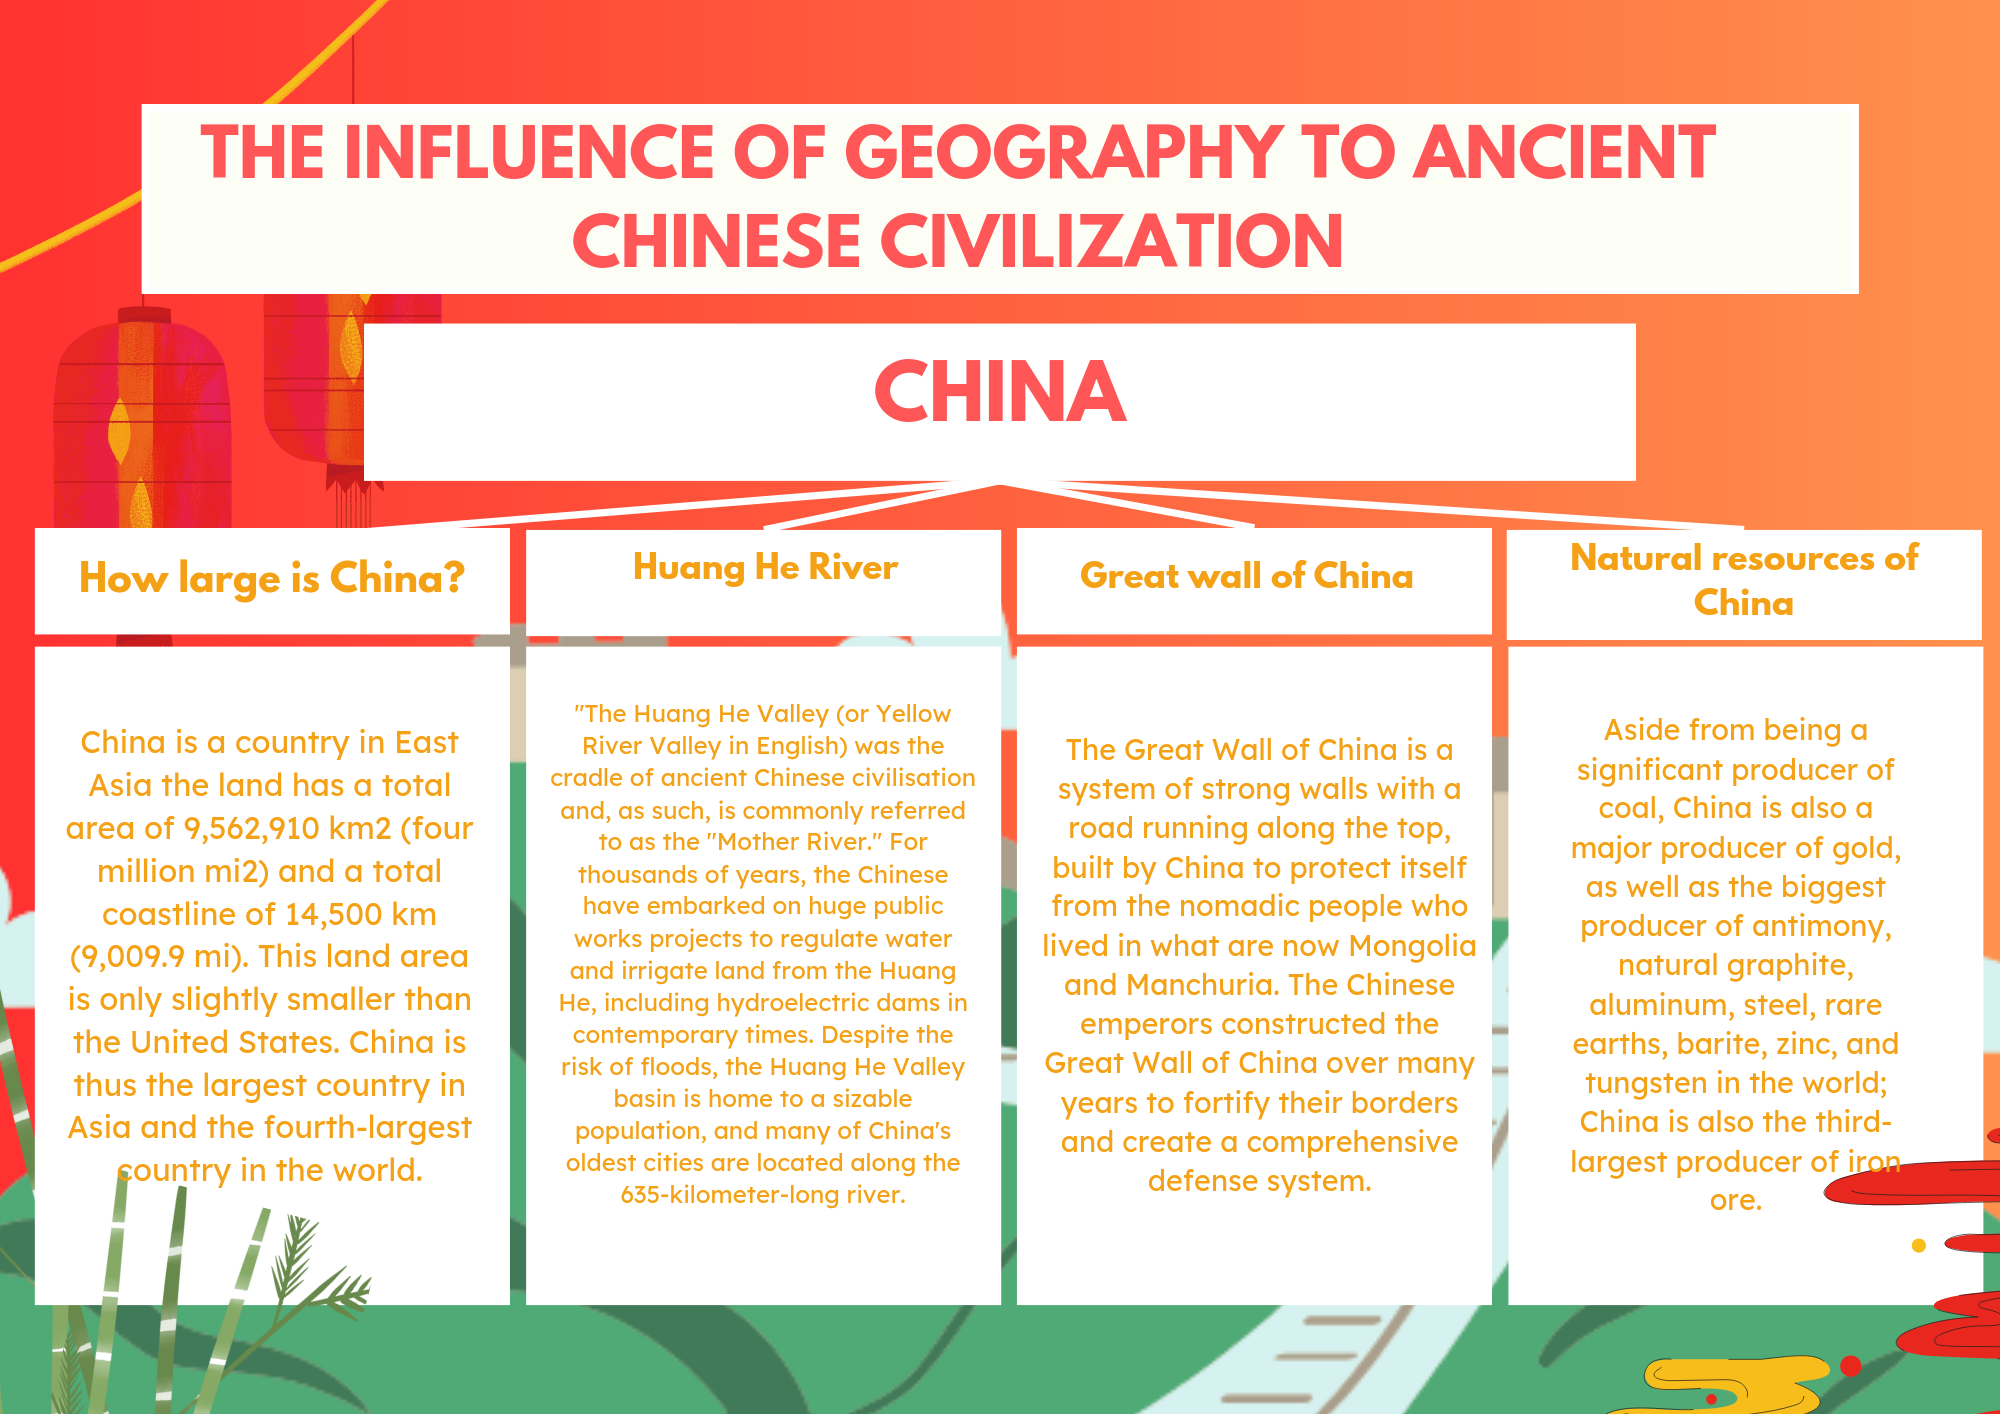 THE INFLUENCE OF GEOGRAPHY TO ANCIENT
CHINESE CIVILIZATION
CHINA
How large is China?
China is a country in East
Asia the land has a total
area of 9,562,910 km2 (four
million mi2) and a total
coastline of 14,500 km
(9,009.9 mi). This land area
is only slightly smaller than
the United States. China is
thus the largest country in
Asia and the fourth-largest
country in the world.
Huang He River
"The Huang He Valley (or Yellow
River Valley in English) was the
cradle of ancient Chinese civilisation
and, as such, is commonly referred
to as the "Mother River." For
thousands of years, the Chinese
have embarked on huge public
works projects to regulate water
and irrigate land from the Huang
He, including hydroelectric dams in
contemporary times. Despite the
risk of floods, the Huang He Valley
basin is home to a sizable
population, and many of China's
oldest cities are located along the
635-kilometer-long river.
Great wall of China
The Great Wall of China is a
system of strong walls with a
road running along the top,
built by China to protect itself
from the nomadic people who
lived in what are now Mongolia
and Manchuria. The Chinese
emperors constructed the
Great Wall of China over many
years to fortify their borders
and create a comprehensive
defense system.
Natural resources of
China
Aside from being a
significant producer of
coal, China is also a
major producer of gold,
as well as the biggest
producer of antimony,
natural graphite,
aluminum, steel, rare
earths, barite, zinc, and
tungsten in the world;
China is also the third-
largest producer of iron
ore.